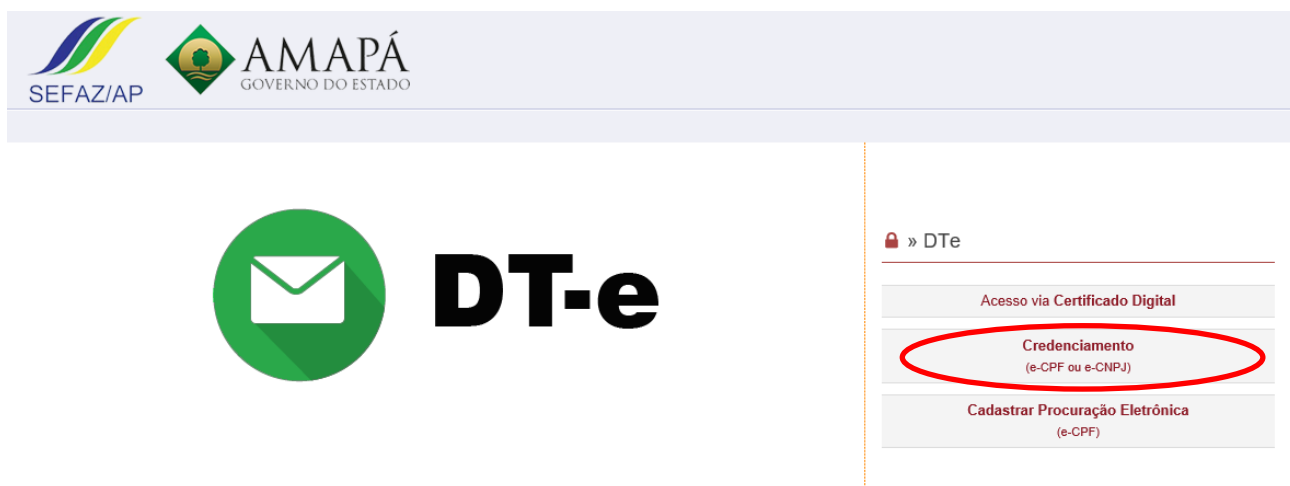 SEFAZ/AP
AMAPÁ
GOVERNO DO ESTADO
DT-e
» DTe
Acesso via Certificado Digital
Credenciamento
(e-CPF ou e-CNPJ)
Cadastrar Procuração Eletrônica
(e-CPF)